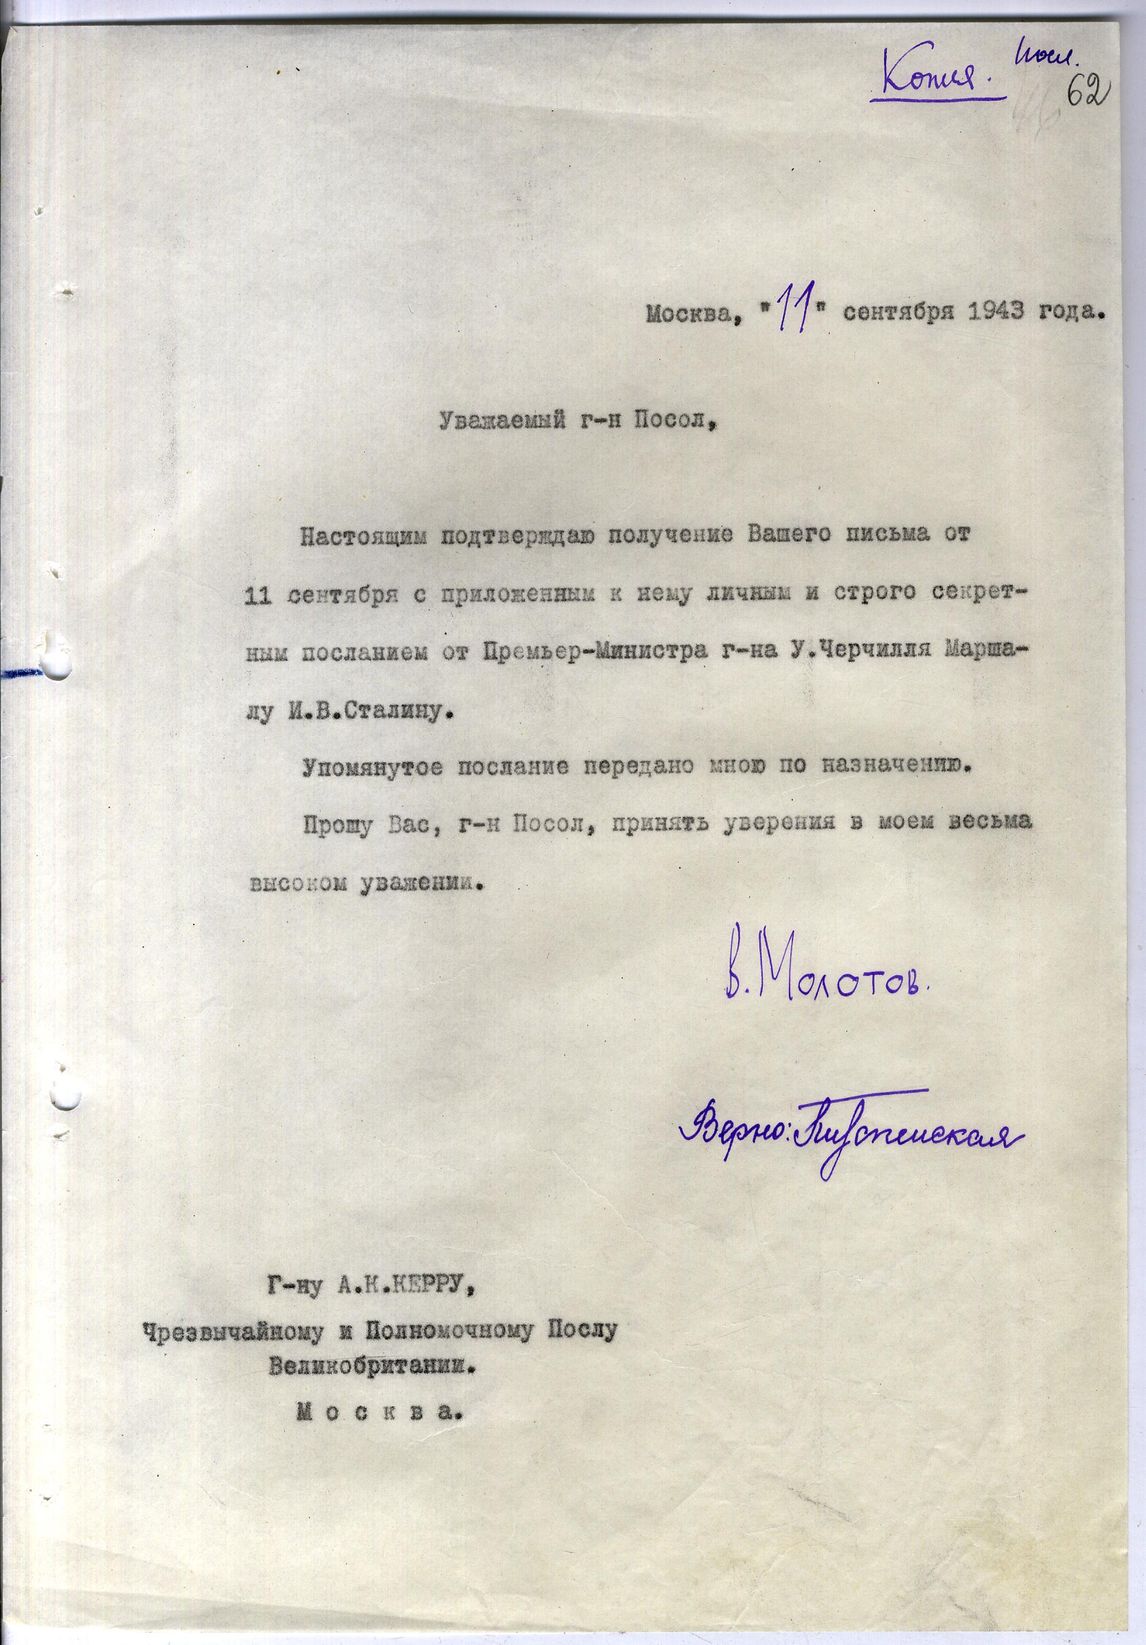 Копия.
62
Москва, "11" сентября 1943 года.
Уважаемый г-н Посол,
Настоящим подтверждаю получение Вашего письма от
11 сентября с приложенным к нему личным и строго секрет-
ным посланием от Премьер-Министра г-на У.Черчилля Марша-
лу И.В.Сталину.
Упомянутое послание передано мною по назначению.
Прошу Вас, г-н Посол, принять уверения в моем весьма
высоком уважении.
В. Молотов.
Верно:
Г-ну А.К.КЕРРУ,
Чрезвычайному и Полномочному Послу
Великобритании.
М о с к в а.